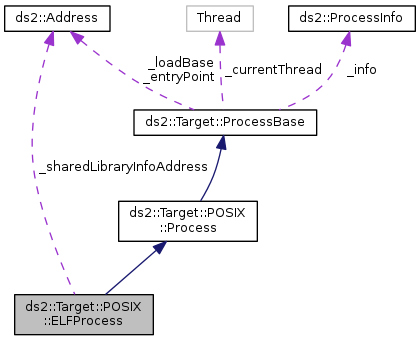 ds2::Address
Thread
ds2::ProcessInfo
_loadBase
_entryPoint
_currentThread
_info
ds2::Target::ProcessBase
_sharedLibraryInfoAddress
ds2::Target::POSIX
::Process
ds2::Target::POSIX
::ELFProcess